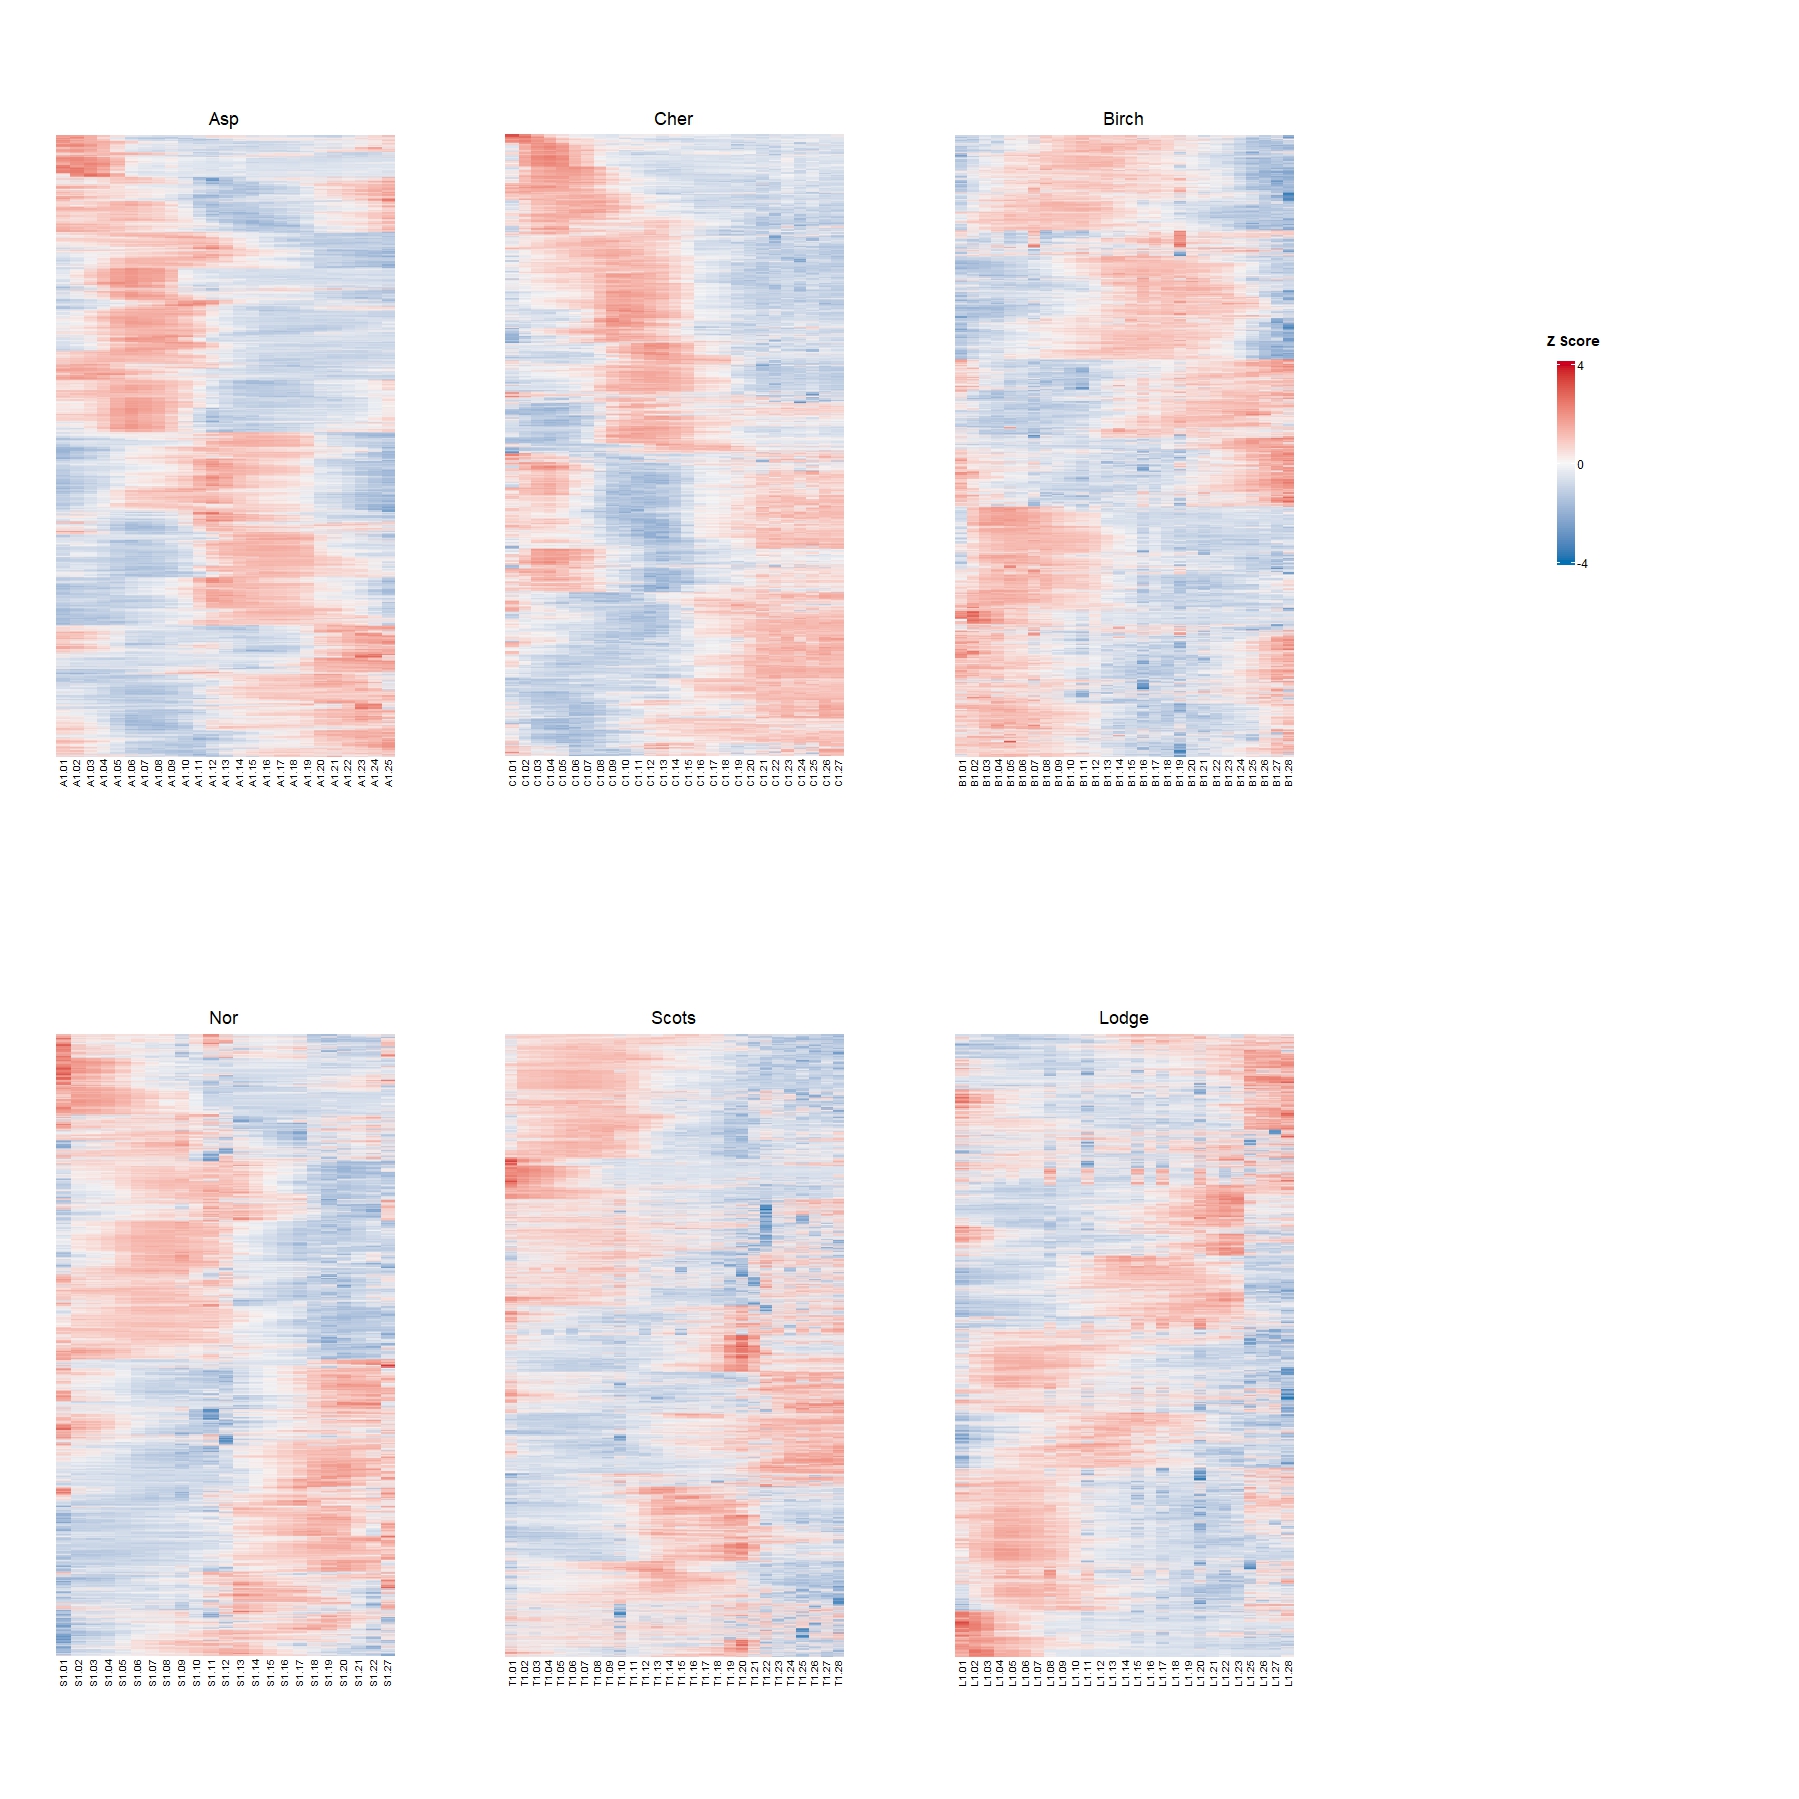 Asp
Cher
Birch
A1.01 A1.02 A1.03 A1.04 A1.05 A1.06 A1.07 A1.08 A1.09 A1.10 A1.11 A1.12 A1.13 A1.14 A1.15 A1.16 A1.17 A1.18 A1.19 A1.20 A1.21 A1.22 A1.23 A1.24 A1.25
C1.01 C1.02 C1.03 C1.04 C1.05 C1.06 C1.07 C1.08 C1.09 C1.10 C1.11 C1.12 C1.13 C1.14 C1.15 C1.16 C1.17 C1.18 C1.19 C1.20 C1.21 C1.22 C1.23 C1.24 C1.25 C1.26 C1.27
B1.01 B1.02 B1.03 B1.04 B1.05 B1.06 B1.07 B1.08 B1.09 B1.10 B1.11 B1.12 B1.13 B1.14 B1.15 B1.16 B1.17 B1.18 B1.19 B1.20 B1.21 B1.22 B1.23 B1.24 B1.25 B1.26 B1.27 B1.28
Z Score
4
0
-4
Nor
Scots
Lodge
S1.01 S1.02 S1.03 S1.04 S1.05 S1.06 S1.07 S1.08 S1.09 S1.10 S1.11 S1.12 S1.13 S1.14 S1.15 S1.16 S1.17 S1.18 S1.19 S1.20 S1.21 S1.22 S1.27
T1.01 T1.02 T1.03 T1.04 T1.05 T1.06 T1.07 T1.08 T1.09 T1.10 T1.11 T1.12 T1.13 T1.14 T1.15 T1.16 T1.17 T1.18 T1.19 T1.20 T1.21 T1.22 T1.23 T1.24 T1.25 T1.26 T1.27 T1.28
L1.01 L1.02 L1.03 L1.04 L1.05 L1.06 L1.07 L1.08 L1.09 L1.10 L1.11 L1.12 L1.13 L1.14 L1.15 L1.16 L1.17 L1.18 L1.19 L1.20 L1.21 L1.22 L1.23 L1.25 L1.26 L1.27 L1.28